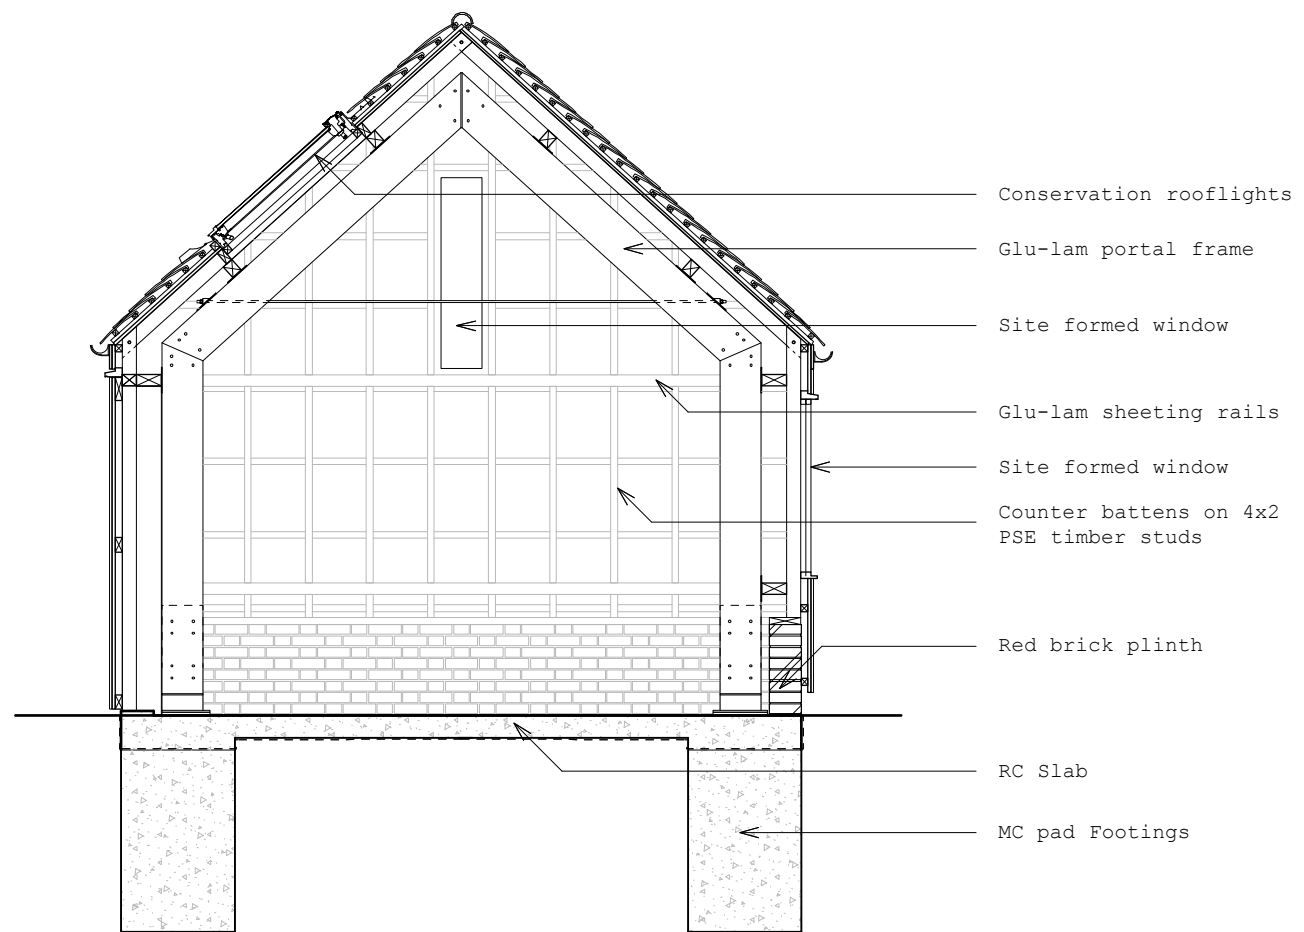 Conservation rooflights
Glu-lam portal frame
Site formed window
Glu-lam sheeting rails
Site formed window
Counter battens on 4x2
PSE timber studs
Red brick plinth
RC Slab
MC pad Footings